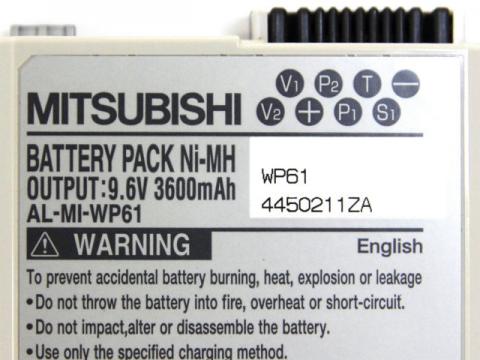 V1 P2 T −
MITSUBISHI V2 + P1 S1
BATTERY PACK Ni-MH
OUTPUT:9.6V 3600mAh
AL-MI-WP61
WP61
4450211ZA
⚠ WARNING English
To prevent accidental battery burning, heat, explosion or leakage
•Do not throw the battery into fire, overheat or short-circuit.
•Do not impact,alter or disassemble the battery.
•Use only the specified charging method.